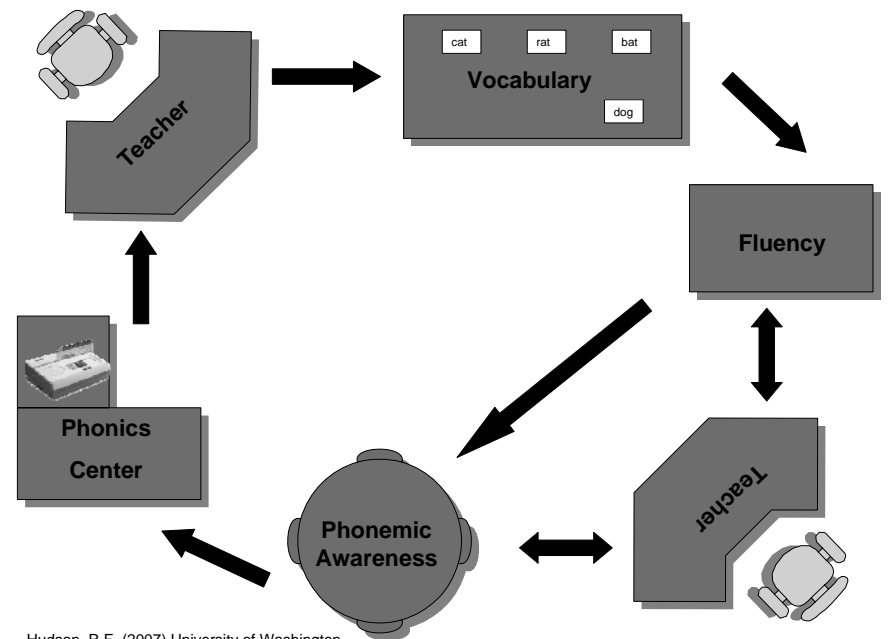 cat rat bat
Vocabulary
dog
Teacher
Fluency
Phonics
Center
Phonemic
Awareness
Teacher
Hudson, R.F. (2007) University of Washington